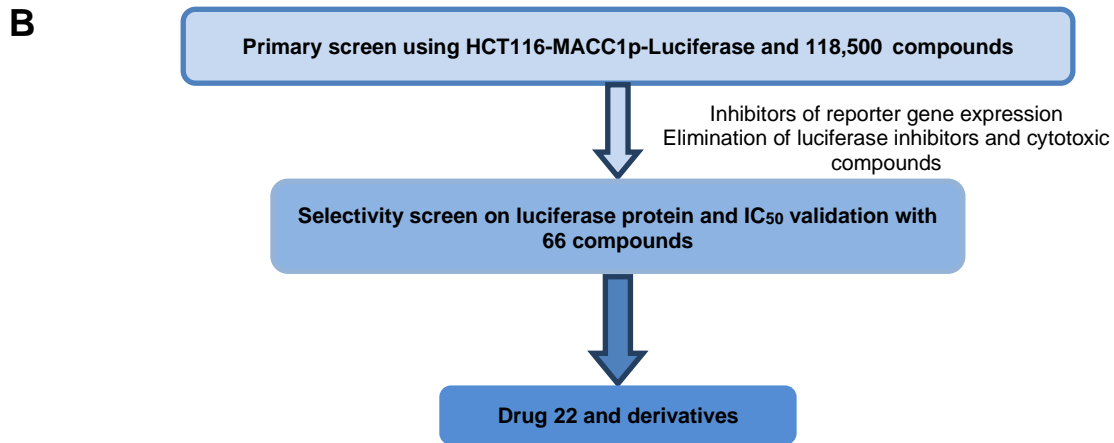 B
Primary screen using HCT116-MACC1p-Luciferase and 118,500 compounds
Inhibitors of reporter gene expression
Elimination of luciferase inhibitors and cytotoxic
compounds
Selectivity screen on luciferase protein and IC50 validation with
66 compounds
Drug 22 and derivatives